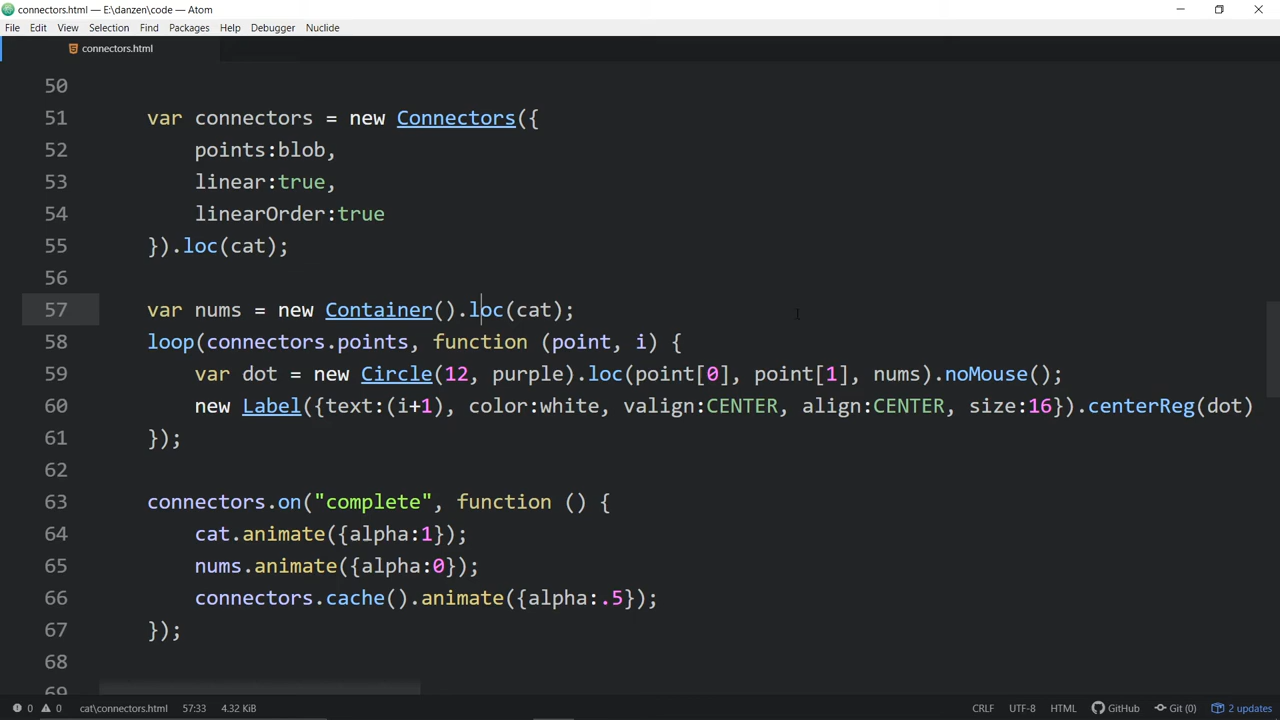 connectors.html — E:\danzen\code — Atom
File Edit View Selection Find Packages Help Debugger Nuclide
connectors.html
50
51 var connectors = new Connectors({
52 points:blob,
53 linear:true,
54 linearOrder:true
55 }).loc(cat);
56
57 var nums = new Container().loc(cat);
58 loop(connectors.points, function (point, i) {
59 var dot = new Circle(12, purple).loc(point[0], point[1], nums).noMouse();
60 new Label({text:(i+1), color:white, valign:CENTER, align:CENTER, size:16}).centerReg(dot)
61 });
62
63 connectors.on("complete", function () {
64 cat.animate({alpha:1});
65 nums.animate({alpha:0});
66 connectors.cache().animate({alpha:.5});
67 });
68
69
0 0 cat\connectors.html 57:33 4.32 KiB CRLF UTF-8 HTML GitHub Git (0) 2 updates